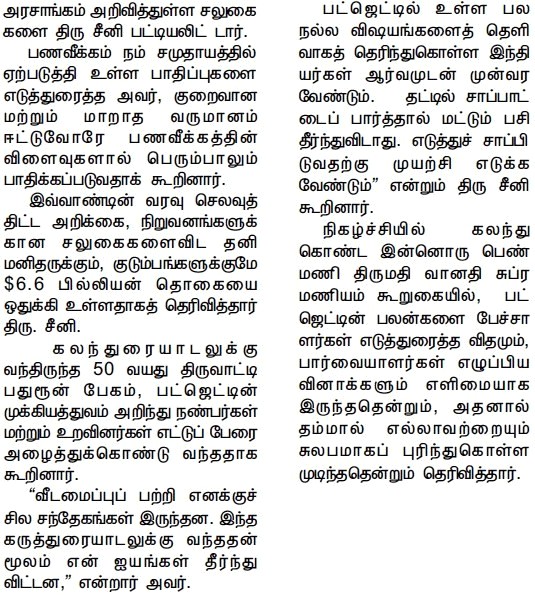 அரசாங்கம் அறிவித்துள்ள சலுகை
களை திரு சீனி பட்டியலிட் டார்.
பணவீக்கம் நம் சமுதாயத்தில்
ஏற்படுத்தி உள்ள பாதிப்புகளை
எடுத்துரைத்த அவர், குறைவான
மற்றும் மாறாத வருமானம்
ஈட்டுவோரே பணவீக்கத்தின்
விளைவுகளால் பெரும்பாலும்
பாதிக்கப்படுவதாக் கூறினார்.
இவ்வாண்டின் வரவு செலவுத்
திட்ட அறிக்கை, நிறுவனங்களுக்
கான சலுகைகளைவிட தனி
மனிதருக்கும், குடும்பங்களுக்குமே
$6.6 பில்லியன் தொகையை
ஒதுக்கி உள்ளதாகத் தெரிவித்தார்
திரு. சீனி.
கலந்துரையாடலுக்கு
வந்திருந்த 50 வயது திருவாட்டி
பதுரூன் பேகம், பட்ஜெட்டின்
முக்கியத்துவம் அறிந்து நண்பர்கள்
மற்றும் உறவினர்கள் எட்டுப் பேரை
அழைத்துக்கொண்டு வந்ததாக
கூறினார்.
“வீடமைப்புப் பற்றி எனக்குச்
சில சந்தேகங்கள் இருந்தன. இந்த
கருத்துரையாடலுக்கு வந்ததன்
மூலம் என் ஐயங்கள் தீர்ந்து
விட்டன,” என்றார் அவர்.
பட்ஜெட்டில் உள்ள பல
நல்ல விஷயங்களைத் தெளி
வாகத் தெரிந்துகொள்ள இந்தி
யர்கள் ஆர்வமுடன் முன்வர
வேண்டும். தட்டில் சாப்பாட்
டைப் பார்த்தால் மட்டும் பசி
தீர்ந்துவிடாது. எடுத்துச் சாப்பி
டுவதற்கு முயற்சி எடுக்க
வேண்டும்” என்றும் திரு சீனி
கூறினார்.
நிகழ்ச்சியில் கலந்து
கொண்ட இன்னொரு பெண்
மணி திருமதி வானதி சுப்ர
மணியம் கூறுகையில், பட்
ஜெட்டின் பலன்களை பேச்சா
ளர்கள் எடுத்துரைத்த விதமும்,
பார்வையாளர்கள் எழுப்பிய
வினாக்களும் எளிமையாக
இருந்ததென்றும், அதனால்
தம்மால் எல்லாவற்றையும்
சுலபமாகப் புரிந்துகொள்ள
முடிந்ததென்றும் தெரிவித்தார்.